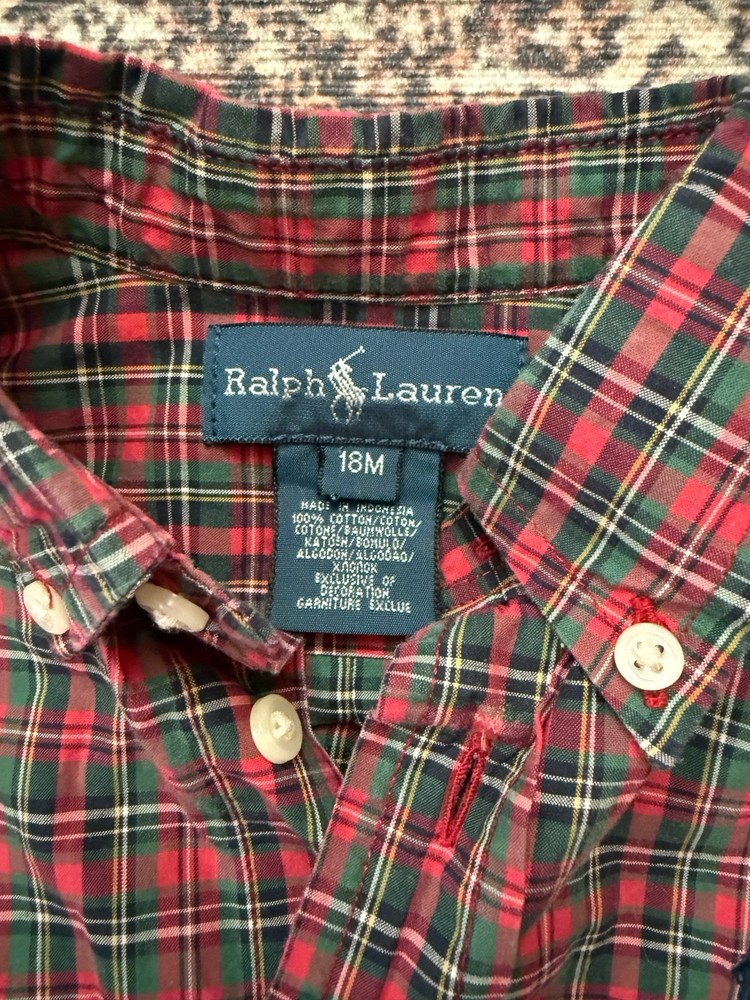 Ralph Lauren
18M
MADE IN INDONESIA
100% COTTON/COTON/
COTONE/BAUMWOLLE/
KATOEN/BOMULD/
ALGODON/ALGODÃO/
ХЛОПОК
EXCLUSIVE OF
DECORATION
GARNITURE EXCLUE